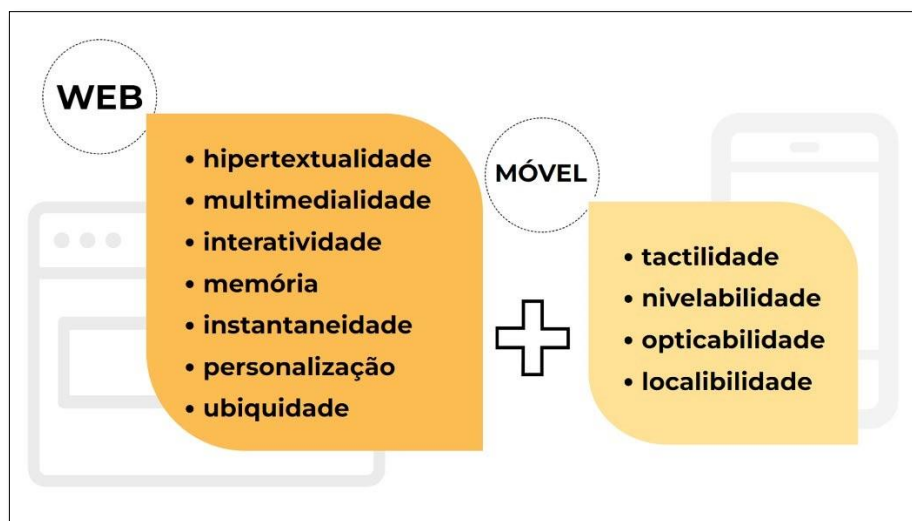 WEB
• hipertextualidade
• multimedialidade
• interatividade
• memória
• instantaneidade
• personalização
• ubiquidade
MÓVEL
• tactilidade
• nivelabilidade
• opticabilidade
• localibilidade